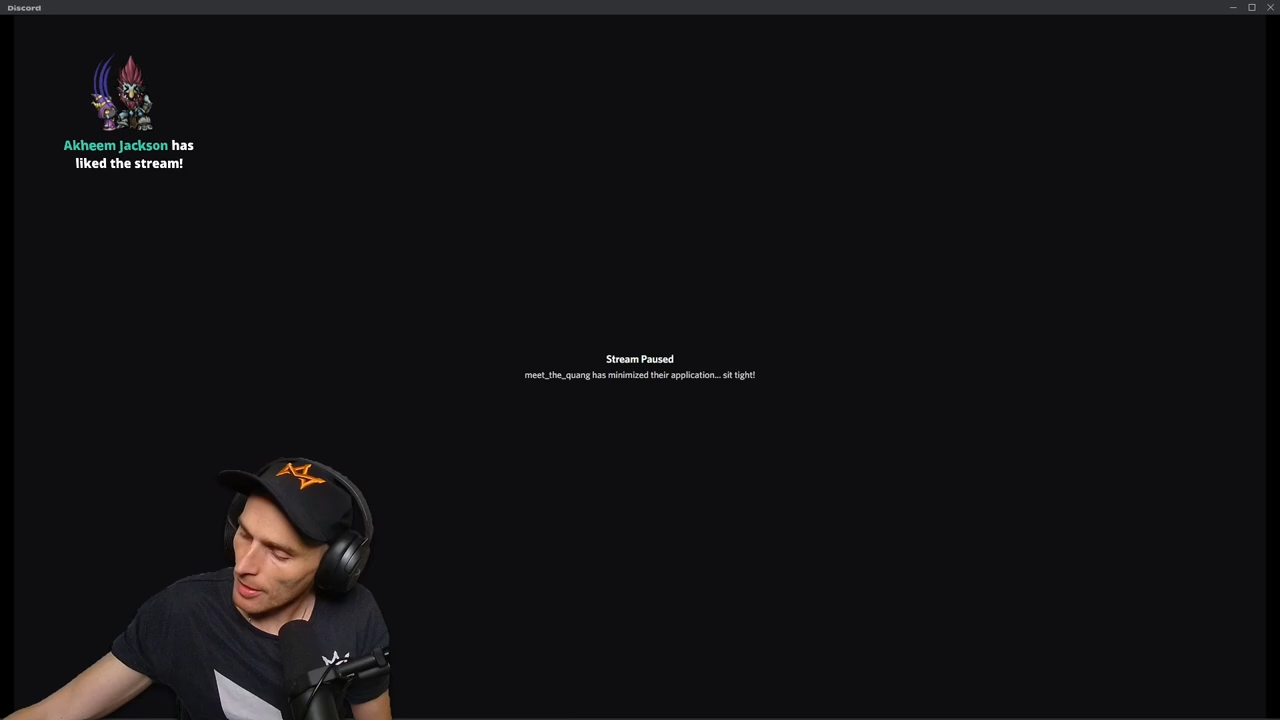 Discord
Akheem Jackson has
liked the stream!
Stream Paused
meet_the_quang has minimized their application... sit tight!